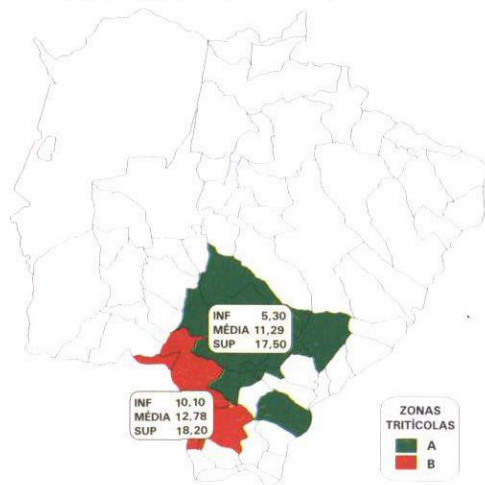 INF 5,30
MÉDIA 11,29
SUP 17,50
INF 10,10
MÉDIA 12,78
SUP 18,20
ZONAS
TRITÍCOLAS
A
B